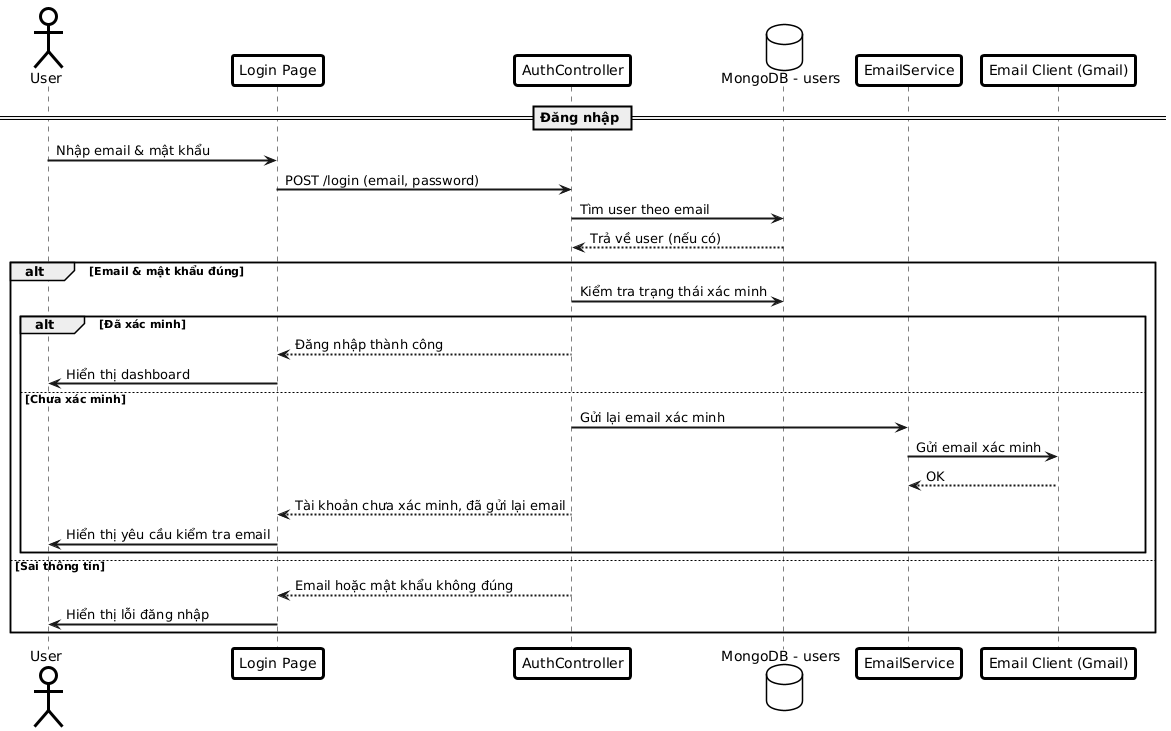 User
Login Page
AuthController
MongoDB - users
EmailService
Email Client (Gmail)
Đăng nhập
Nhập email & mật khẩu
POST /login (email, password)
Tìm user theo email
Trả về user (nếu có)
alt [Email & mật khẩu đúng]
Kiểm tra trạng thái xác minh
alt [Đã xác minh]
Đăng nhập thành công
Hiển thị dashboard
[Chưa xác minh]
Gửi lại email xác minh
Gửi email xác minh
OK
Tài khoản chưa xác minh, đã gửi lại email
Hiển thị yêu cầu kiểm tra email
[Sai thông tin]
Email hoặc mật khẩu không đúng
Hiển thị lỗi đăng nhập
User
Login Page
AuthController
MongoDB - users
EmailService
Email Client (Gmail)